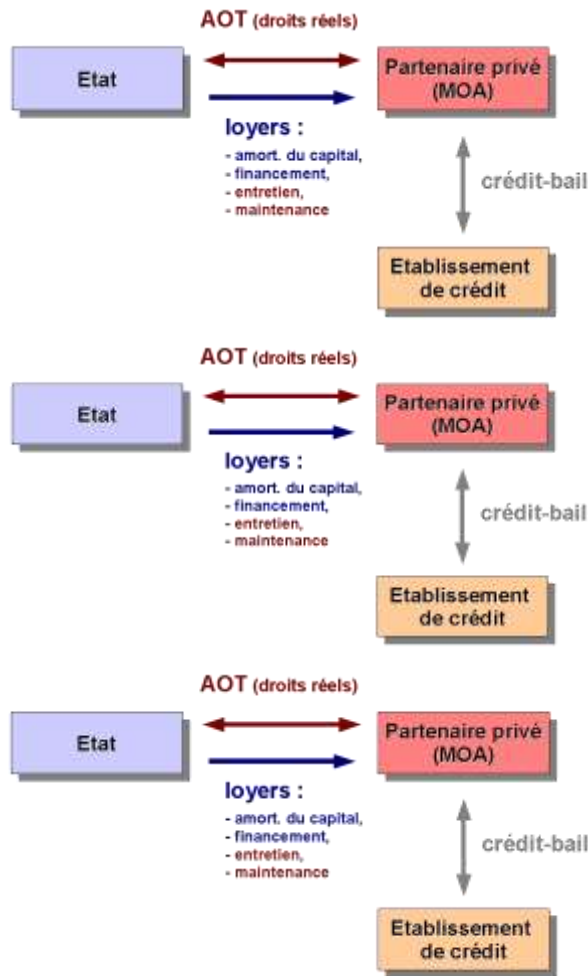 AOT (droits réels)
Etat
Partenaire privé
(MOA)
loyers :
- amort. du capital,
- financement,
- entretien,
- maintenance
crédit-bail
Etablissement
de crédit
AOT (droits réels)
Etat
Partenaire privé
(MOA)
loyers :
- amort. du capital,
- financement,
- entretien,
- maintenance
crédit-bail
Etablissement
de crédit
AOT (droits réels)
Etat
Partenaire privé
(MOA)
loyers :
- amort. du capital,
- financement,
- entretien,
- maintenance
crédit-bail
Etablissement
de crédit